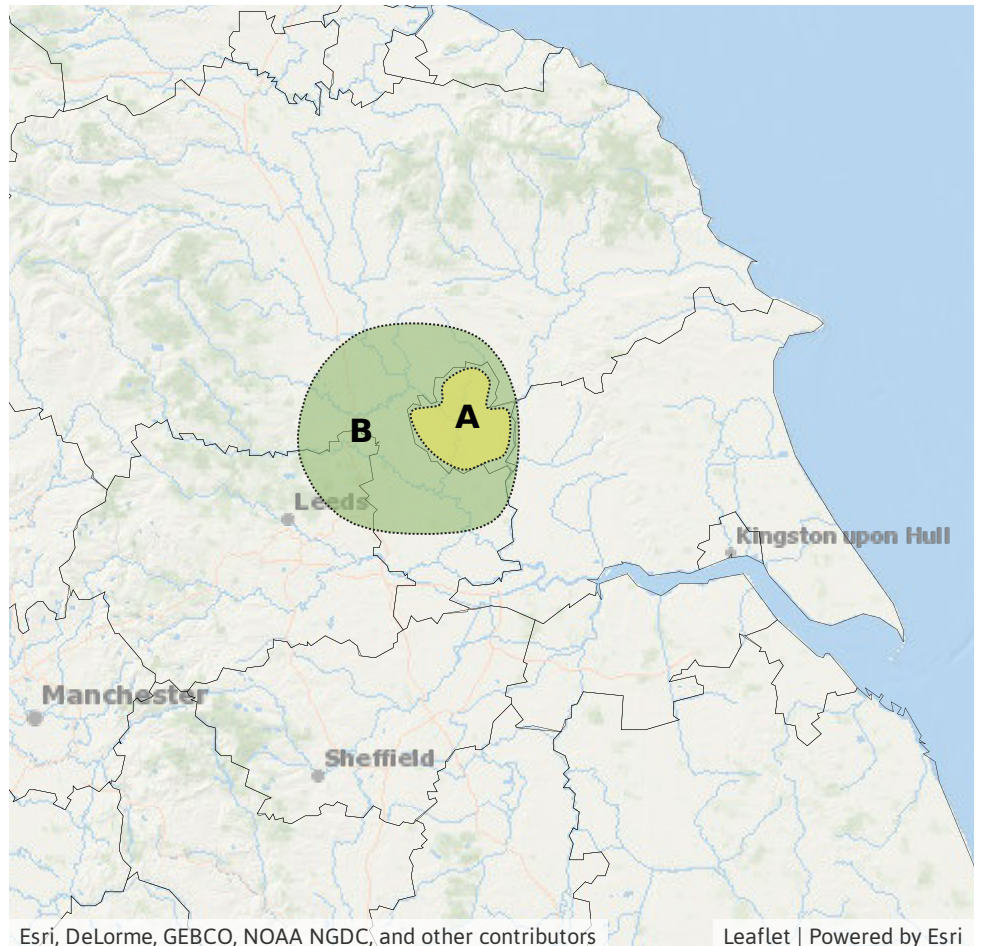 A
B
Leeds
Kingston upon Hull
Manchester
Sheffield
Esri, DeLorme, GEBCO, NOAA NGDC, and other contributors
Leaflet | Powered by Esri